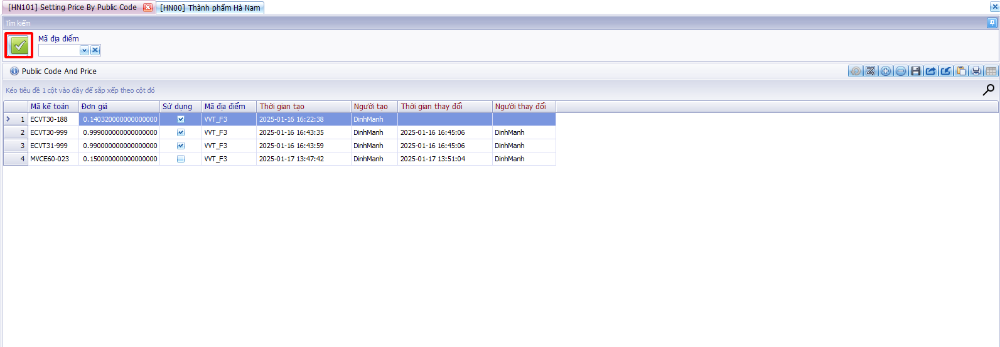 [HN101] Setting Price By Public Code [HN00] Thành phẩm Hà Nam
Tìm kiếm
Mã địa điểm
Public Code And Price
Kéo tiêu đề 1 cột vào đây để sắp xếp theo cột đó
Mã kế toán Đơn giá Sử dụng Mã địa điểm Thời gian tạo Người tạo Thời gian thay đổi Người thay đổi
1 ECVT30-188 0.140320000000000000 VVT_F3 2025-01-16 16:22:38 DinhManh
2 ECVT30-999 0.999000000000000000 VVT_F3 2025-01-16 16:43:35 DinhManh 2025-01-16 16:45:06 DinhManh
3 ECVT31-999 0.990000000000000000 VVT_F3 2025-01-16 16:43:59 DinhManh 2025-01-16 16:45:06 DinhManh
4 MVCE60-023 0.150000000000000000 VVT_F3 2025-01-17 13:47:42 DinhManh 2025-01-17 13:51:04 DinhManh